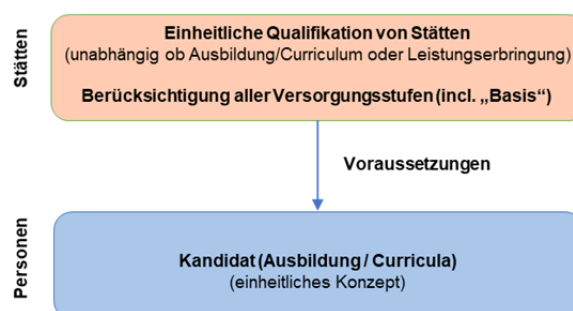 Stätten
Einheitliche Qualifikation von Stätten
(unabhängig ob Ausbildung/Curriculum oder Leistungserbringung)
Berücksichtigung aller Versorgungsstufen (incl. „Basis“)
Voraussetzungen
Personen
Kandidat (Ausbildung / Curricula)
(einheitliches Konzept)